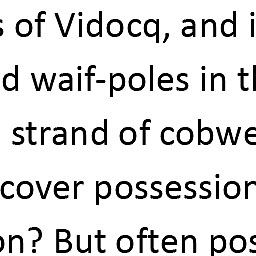 s of Vidocq, and i
d waif-poles in th
strand of cobwe
cover possession
on? But often pos